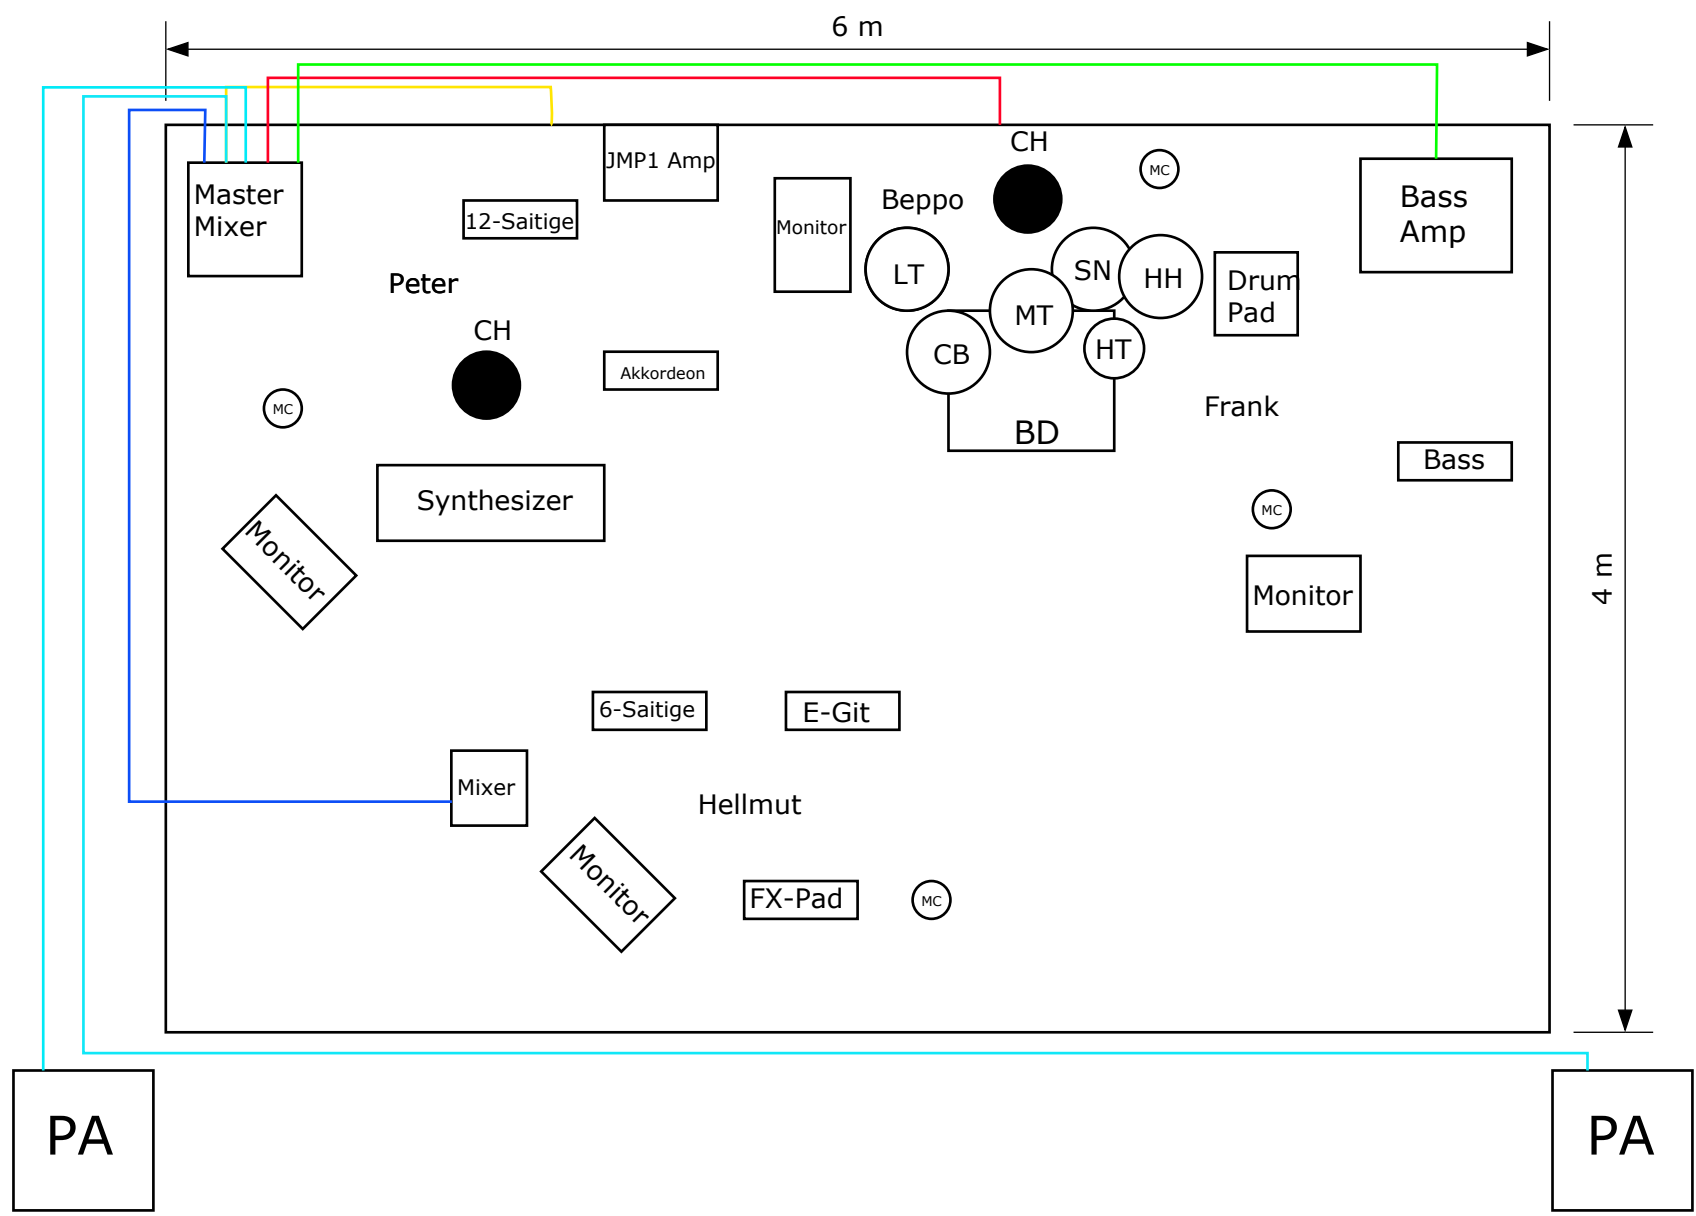 6 m
CH
JMP1 Amp
MC
Master
Mixer
Bass
Amp
Beppo
12-Saitige
Monitor
LT
SN
HH
Drum
Pad
Peter
MT
CH
CB
HT
Akkordeon
MC
Frank
BD
Bass
Synthesizer
MC
Monitor
4 m
Monitor
6-Saitige
E-Git
Mixer
Hellmut
Monitor
FX-Pad
MC
PA
PA